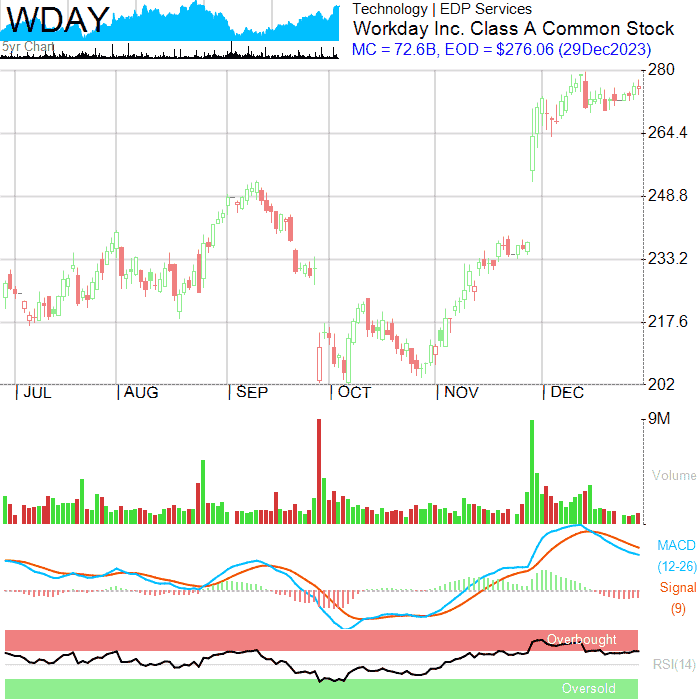 WDAY
5yr Chart
Technology | EDP Services
Workday Inc. Class A Common Stock
MC = 72.6B, EOD = $276.06 (29Dec2023)
280
264.4
248.8
233.2
217.6
202
JUL AUG SEP OCT NOV DEC
9M
Volume
MACD
(12-26)
Signal
(9)
Overbought
RSI(14)
Oversold